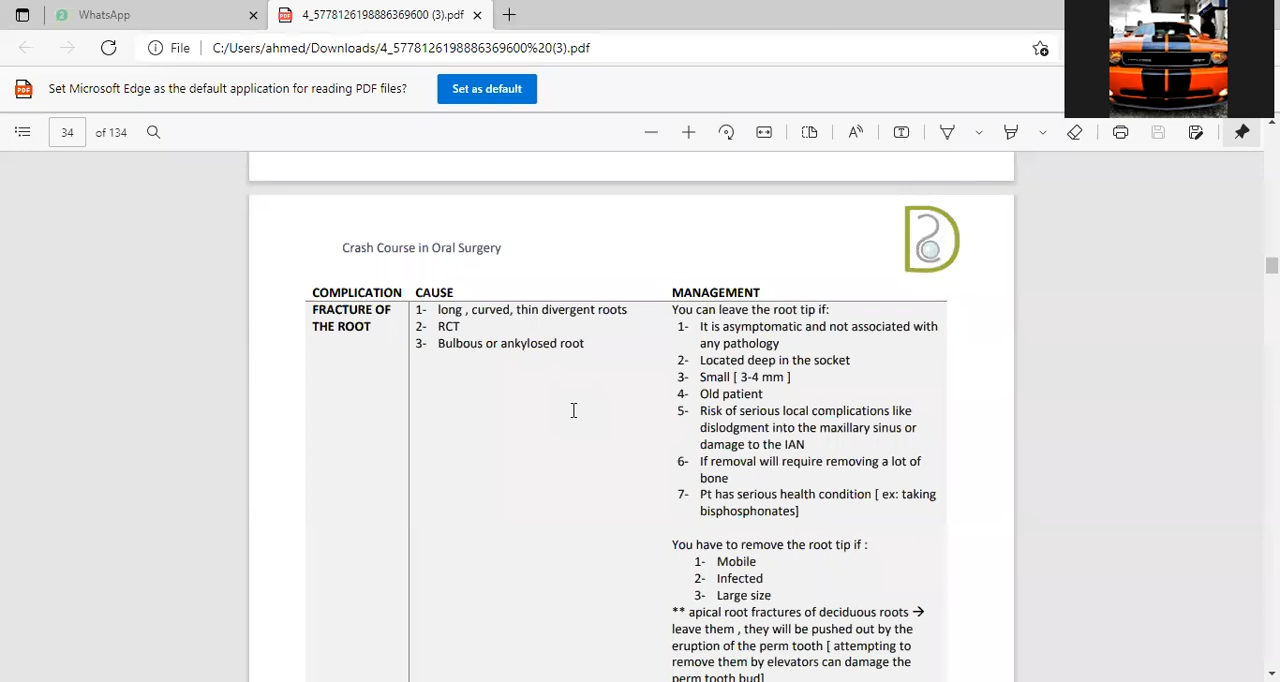 WhatsApp
4_5778126198886369600 (3).pdf
File
C:/Users/ahmed/Downloads/4_5778126198886369600%20(3).pdf
PDF
Set Microsoft Edge as the default application for reading PDF files?
Set as default
34 of 134
Crash Course in Oral Surgery
COMPLICATION CAUSE MANAGEMENT
FRACTURE OF THE ROOT
1- long , curved, thin divergent roots
2- RCT
3- Bulbous or ankylosed root
You can leave the root tip if:
1- It is asymptomatic and not associated with
any pathology
2- Located deep in the socket
3- Small [ 3-4 mm ]
4- Old patient
5- Risk of serious local complications like
dislodgment into the maxillary sinus or
damage to the IAN
6- If removal will require removing a lot of
bone
7- Pt has serious health condition [ ex: taking
bisphosphonates]
You have to remove the root tip if :
1- Mobile
2- Infected
3- Large size
** apical root fractures of deciduous roots →
leave them , they will be pushed out by the
eruption of the perm tooth [ attempting to
remove them by elevators can damage the
perm tooth bud]